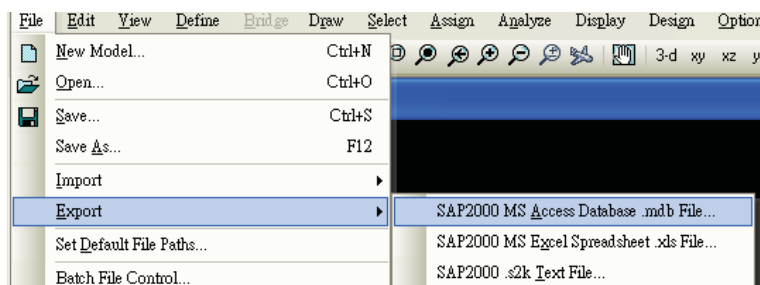 File Edit View Define Bridge Draw Select Assign Analyze Display Design Option
New Model... Ctrl+N
3-d xy xz y
Open... Ctrl+O
Save... Ctrl+S
Save As... F12
Import
Export
SAP2000 MS Access Database .mdb File...
Set Default File Paths...
SAP2000 MS Excel Spreadsheet .xls File...
Batch File Control...
SAP2000 .s2k Text File...